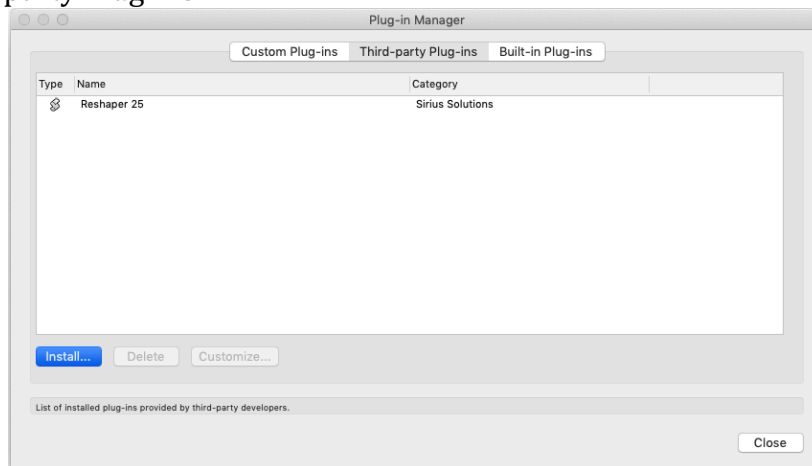 Plug-in Manager
Custom Plug-ins Third-party Plug-ins Built-in Plug-ins
Type Name Category
Reshaper 25 Sirius Solutions
Install... Delete Customize...
List of installed plug-ins provided by third-party developers.
Close